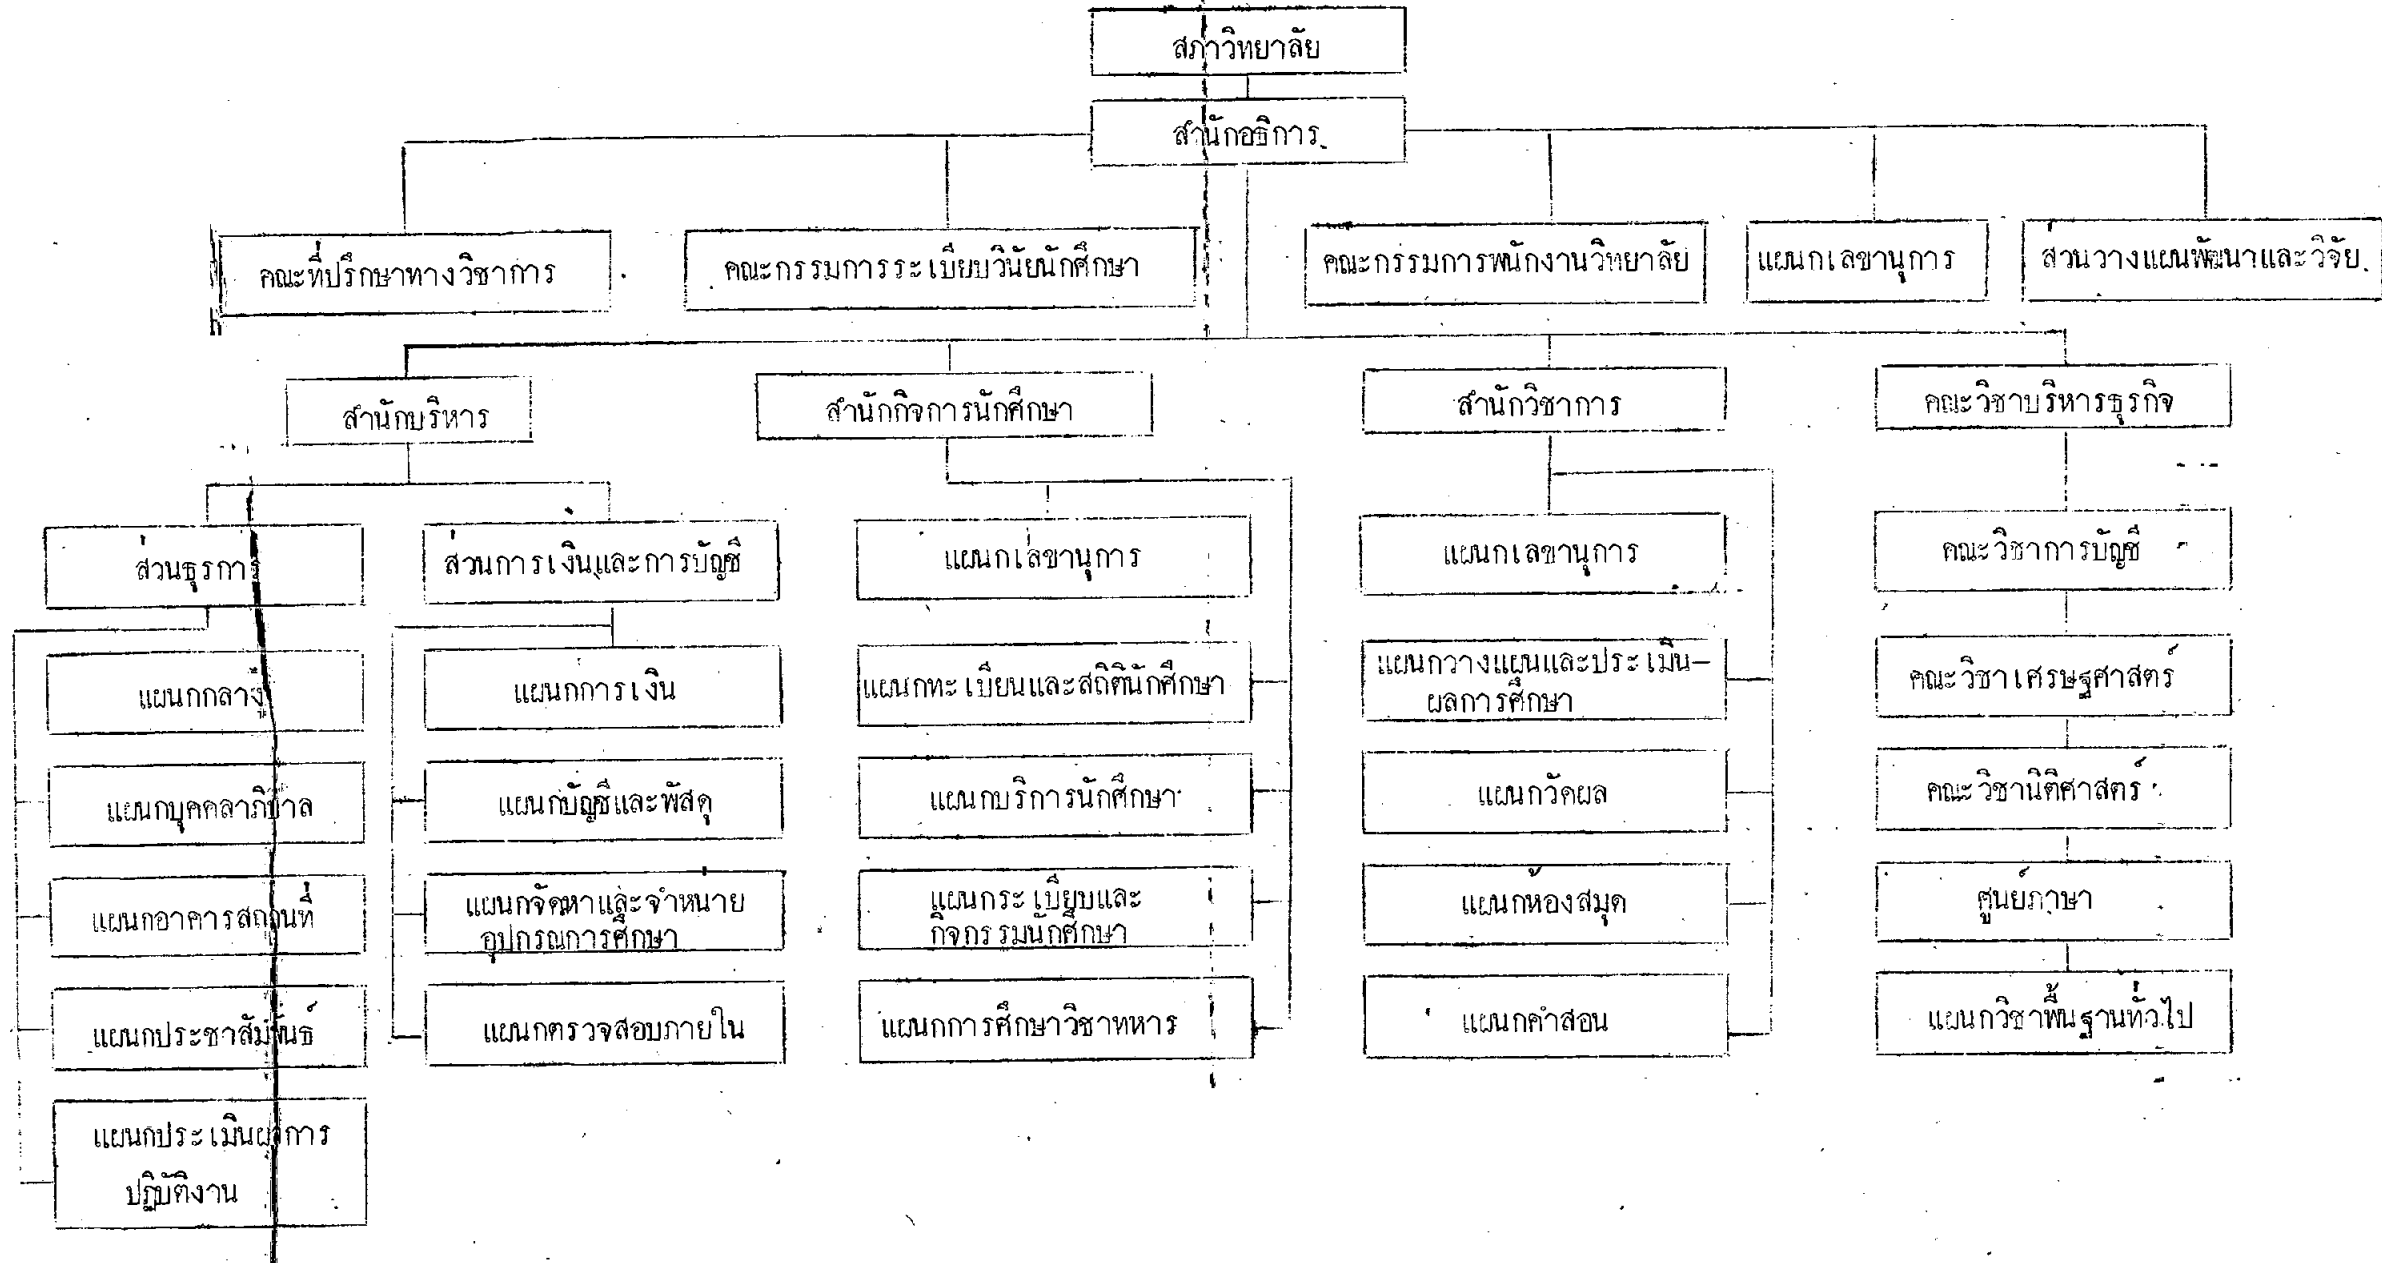 สภาวิทยาลัย
สำนักอธิการ
คณะที่ปรึกษาทางวิชาการ
คณะกรรมการระเบียบวินัยนักศึกษา
คณะกรรมการพนักงานวิทยาลัย
แผนกเลขานุการ
ส่วนวางแผนพัฒนาและวิจัย
สำนักบริหาร
สำนักกิจการนักศึกษา
สำนักวิชาการ
คณะวิชาบริหารธุรกิจ
ส่วนธุรการ
ส่วนการเงินและการบัญชี
แผนกเลขานุการ
แผนกเลขานุการ
คณะวิชาการบัญชี
แผนกกลาง
แผนกการเงิน
แผนกทะเบียนและสถิตินักศึกษา
แผนกวางแผนและประเมิน-
ผลการศึกษา
คณะวิชาเศรษฐศาสตร์
แผนกบุคคลาภิบาล
แผนกบัญชีและพัสดุ
แผนกบริการนักศึกษา
แผนกวัดผล
คณะวิชานิติศาสตร์
แผนกอาคารสถานที่
แผนกจัดหาและจำหน่าย
อุปกรณการศึกษา
แผนกระเบียบและ
กิจกรรมนักศึกษา
แผนกห้องสมุด
ศูนย์ภาษา
แผนกประชาสัมพันธ์
แผนกตรวจสอบภายใน
แผนกการศึกษาวิชาทหาร
แผนกคำสอน
แผนกวิชาพื้นฐานทั่วไป
แผนกประเมินผลการ
ปฏิบัติงาน